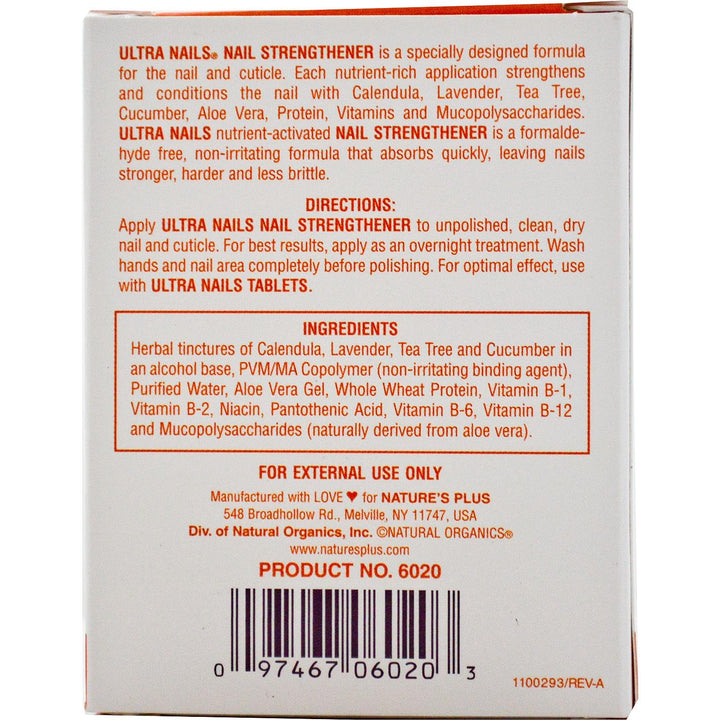 ULTRA NAILS® NAIL STRENGTHENER is a specially designed formula
for the nail and cuticle. Each nutrient-rich application strengthens
and conditions the nail with Calendula, Lavender, Tea Tree,
Cucumber, Aloe Vera, Protein, Vitamins and Mucopolysaccharides.
ULTRA NAILS nutrient-activated NAIL STRENGTHENER is a formalde-
hyde free, non-irritating formula that absorbs quickly, leaving nails
stronger, harder and less brittle.
DIRECTIONS:
Apply ULTRA NAILS NAIL STRENGTHENER to unpolished, clean, dry
nail and cuticle. For best results, apply as an overnight treatment. Wash
hands and nail area completely before polishing. For optimal effect, use
with ULTRA NAILS TABLETS.
INGREDIENTS
Herbal tinctures of Calendula, Lavender, Tea Tree and Cucumber in
an alcohol base, PVM/MA Copolymer (non-irritating binding agent),
Purified Water, Aloe Vera Gel, Whole Wheat Protein, Vitamin B-1,
Vitamin B-2, Niacin, Pantothenic Acid, Vitamin B-6, Vitamin B-12
and Mucopolysaccharides (naturally derived from aloe vera).
FOR EXTERNAL USE ONLY
Manufactured with LOVE ♥ for NATURE'S PLUS
548 Broadhollow Rd., Melville, NY 11747, USA
Div. of Natural Organics, Inc. ©NATURAL ORGANICS®
www.naturesplus.com
PRODUCT NO. 6020
0 97467 06020 3
1100293/REV-A